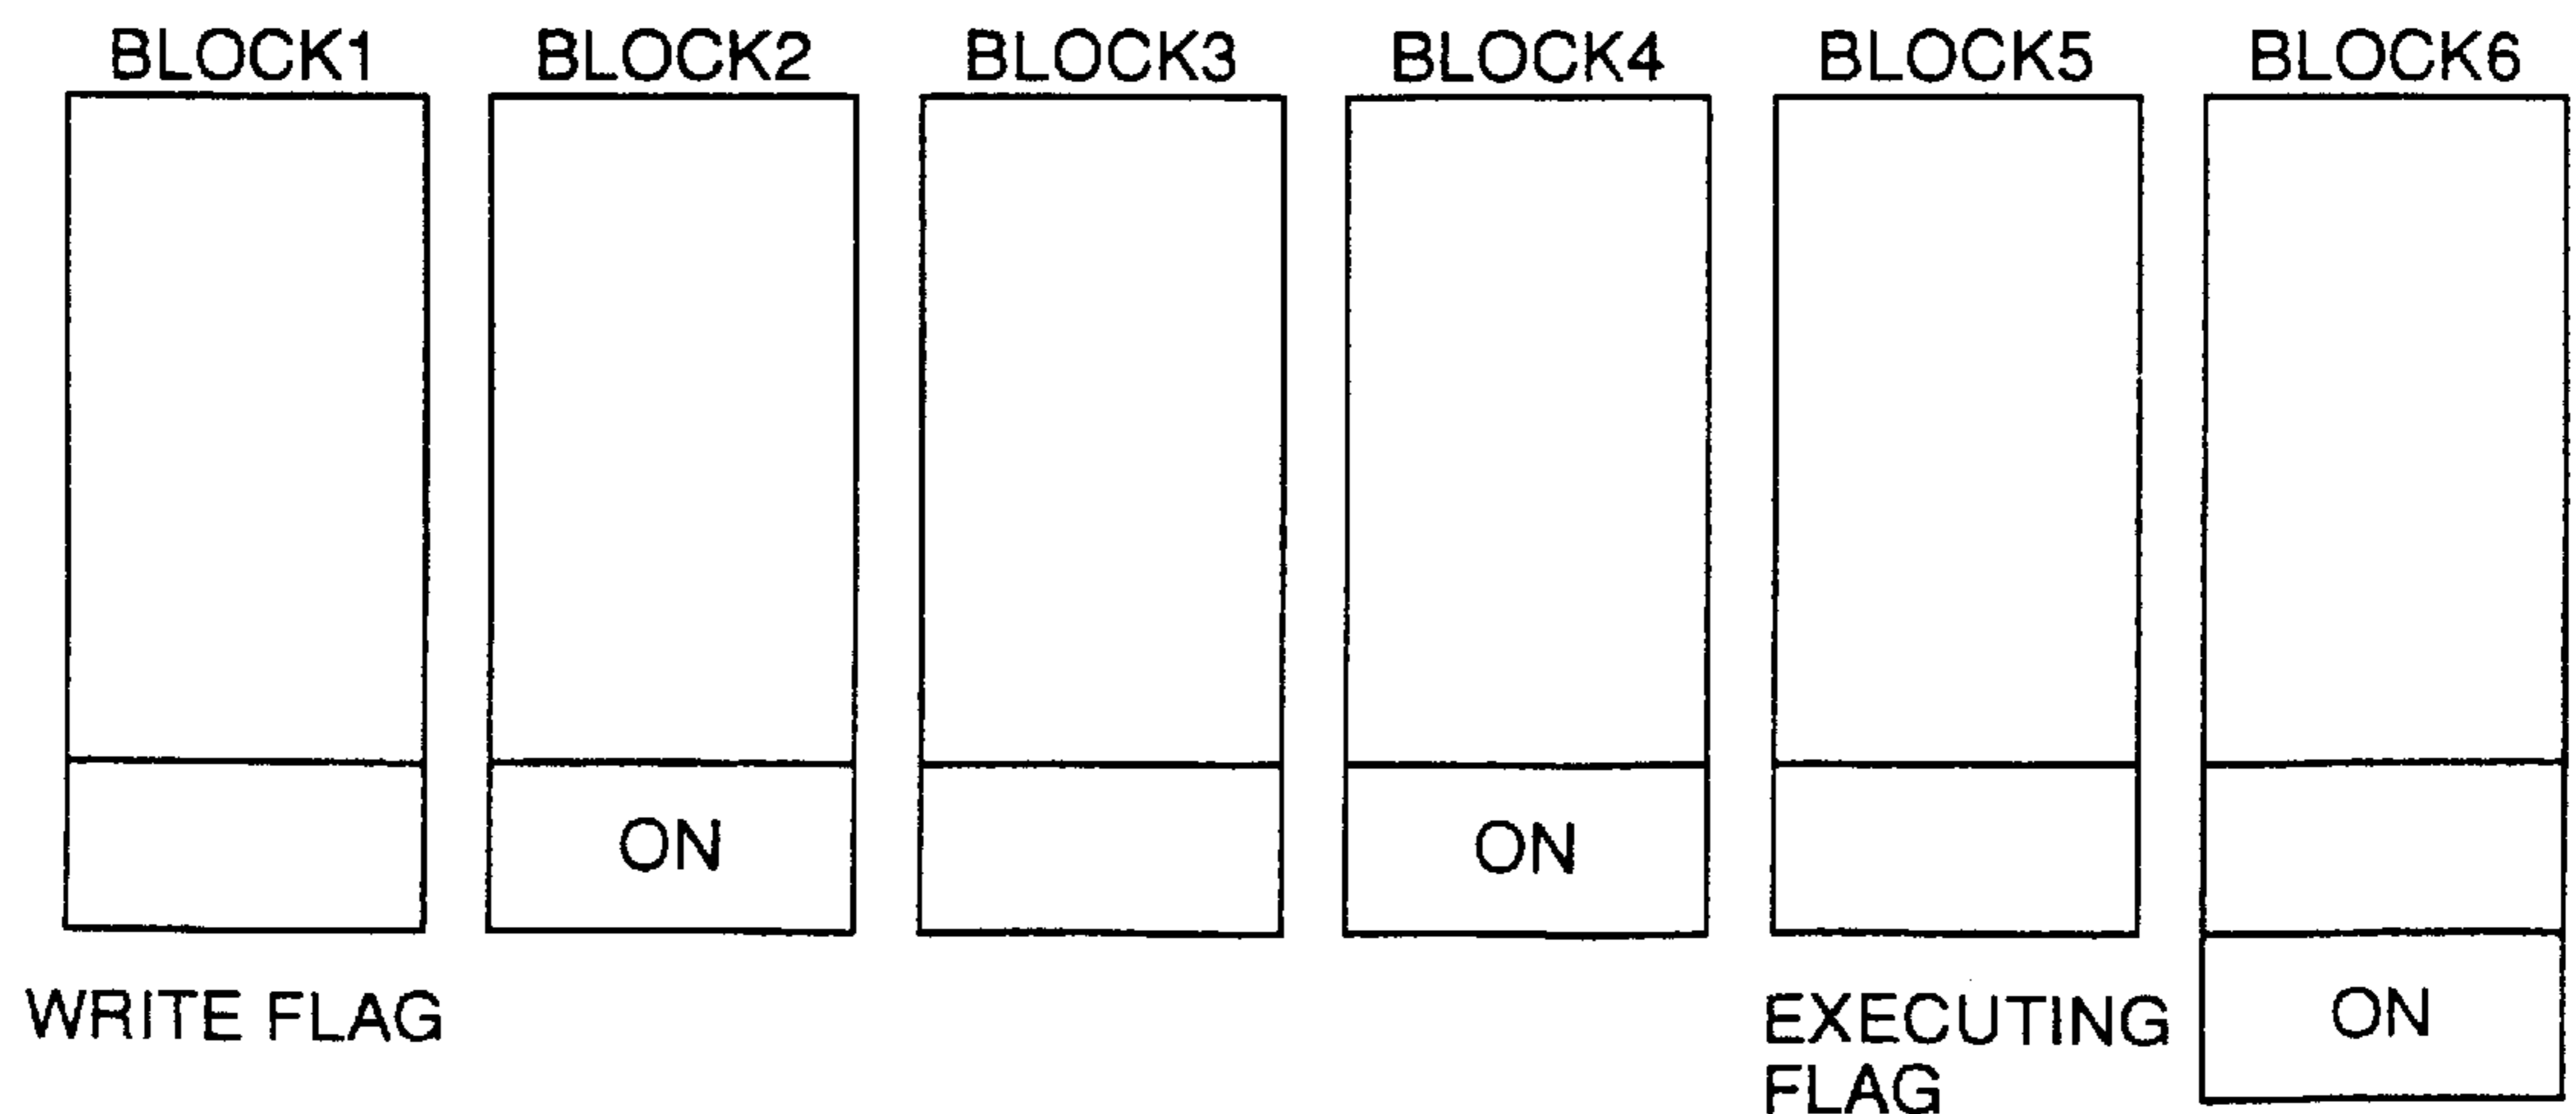 BLOCK1 BLOCK2 BLOCK3 BLOCK4 BLOCK5 BLOCK6
ON ON
WRITE FLAG
EXECUTING
FLAG
ON